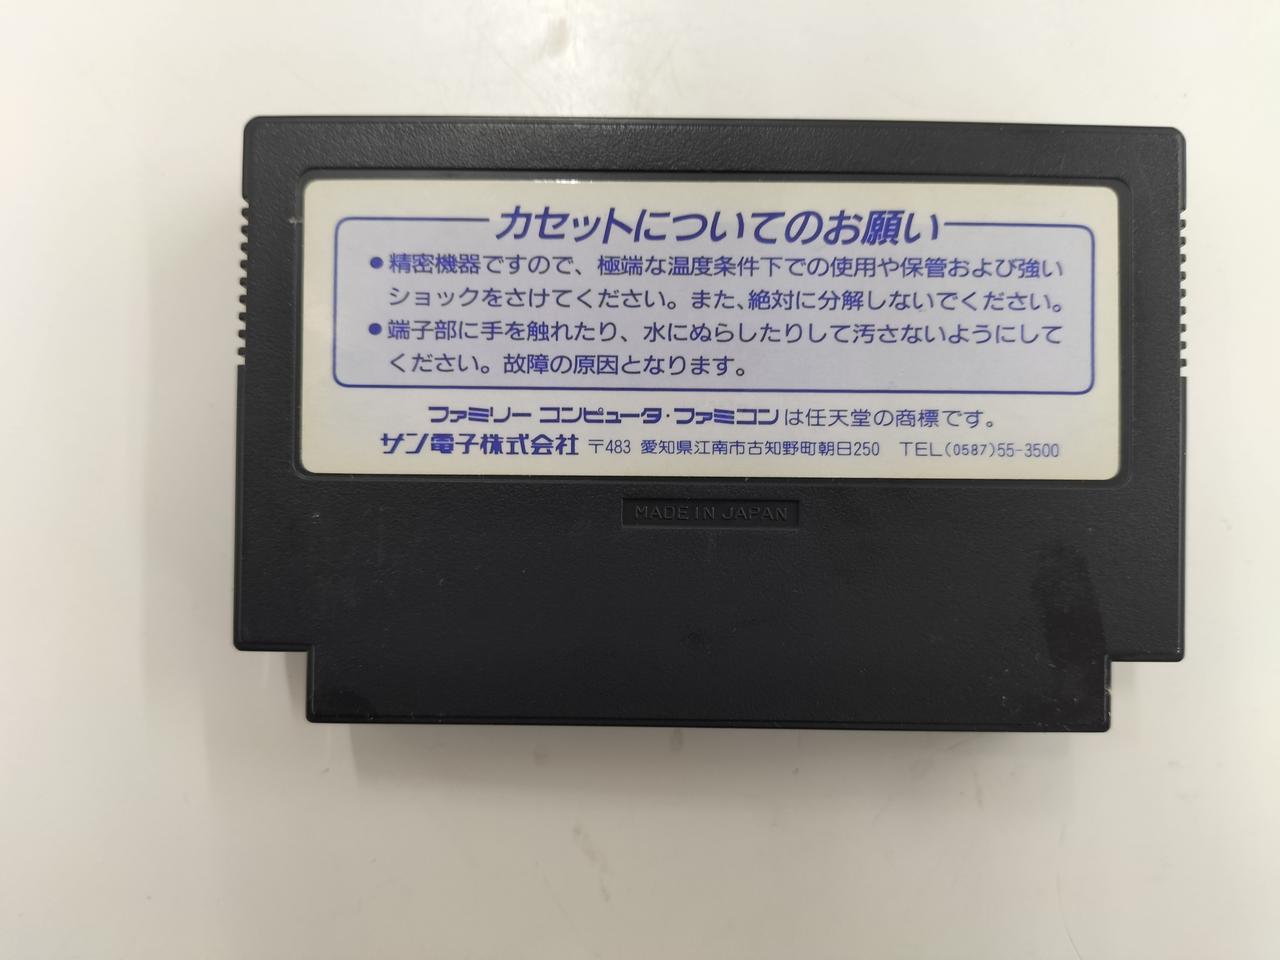 カセットについてのお願い
●精密機器ですので、極端な温度条件下での使用や保管および強い
ショックをさけてください。また、絶対に分解しないでください。
●端子部に手を触れたり、水にぬらしたりして汚さないようにして
ください。故障の原因となります。
ファミリー コンピュータ・ファミコンは任天堂の商標です。
サン電子株式会社 〒483 愛知県江南市古知野町朝日250 TEL(0587)55-3500
MADE IN JAPAN